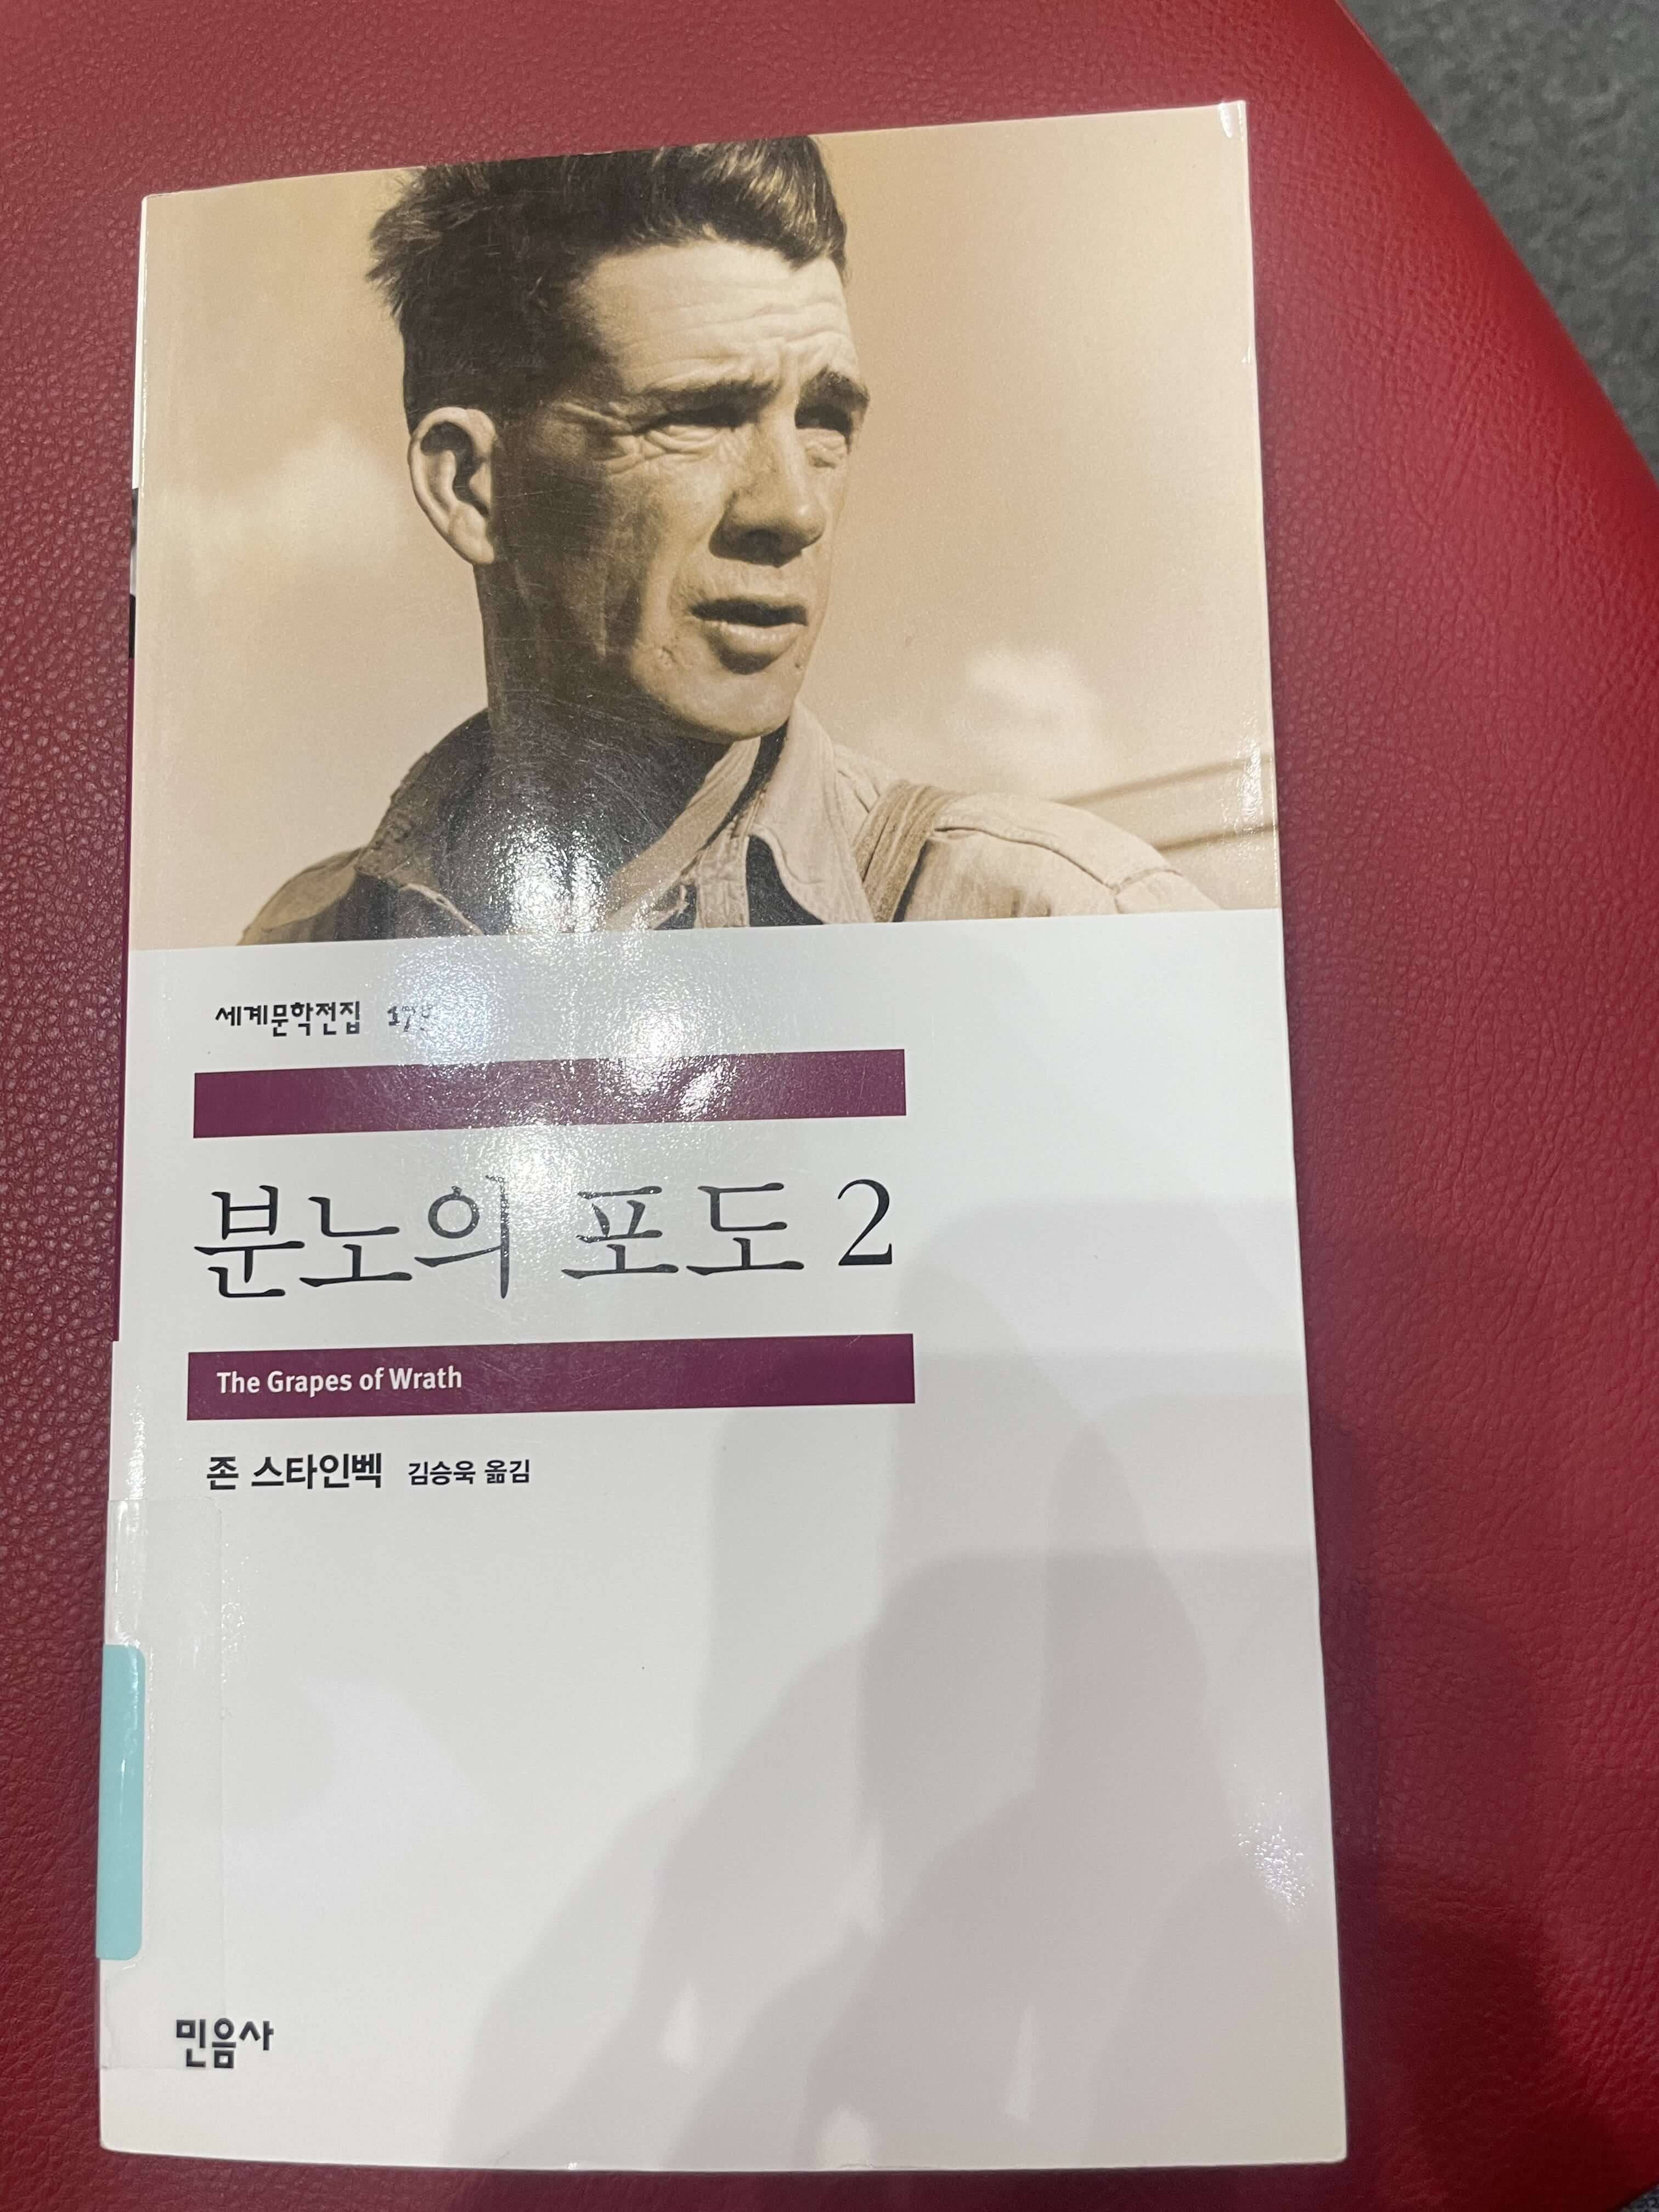 세계문학전집
분노의 포도 2
The Grapes of Wrath
존 스타인벡 김승욱 옮김
민음사